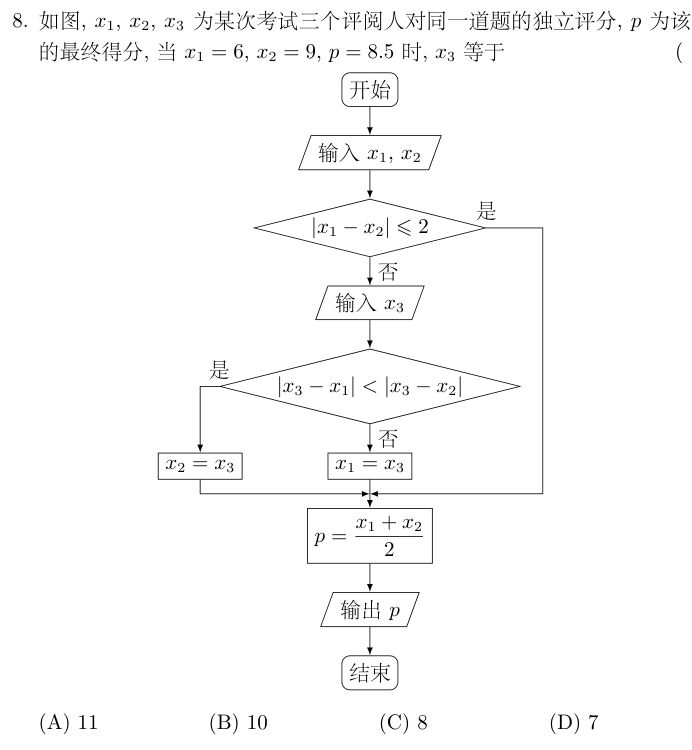 8. 如图, x₁, x₂, x₃ 为某次考试三个评阅人对同一道题的独立评分, p 为该
的最终得分, 当 x₁ = 6, x₂ = 9, p = 8.5 时, x₃ 等于 (
开始
输入 x₁, x₂
|x₁ − x₂| ⩽ 2
是
否
输入 x₃
是
|x₃ − x₁| < |x₃ − x₂|
否
x₂ = x₃
x₁ = x₃
p = (x₁ + x₂)/2
输出 p
结束
(A) 11 (B) 10 (C) 8 (D) 7